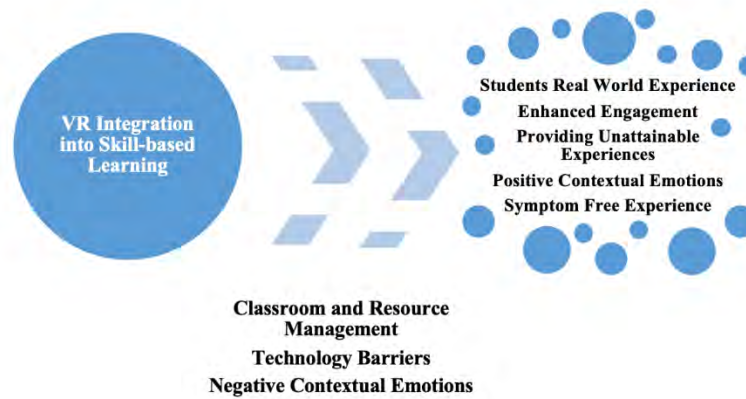 VR Integration
into Skill-based
Learning
Students Real World Experience
Enhanced Engagement
Providing Unattainable
Experiences
Positive Contextual Emotions
Symptom Free Experience
Classroom and Resource
Management
Technology Barriers
Negative Contextual Emotions